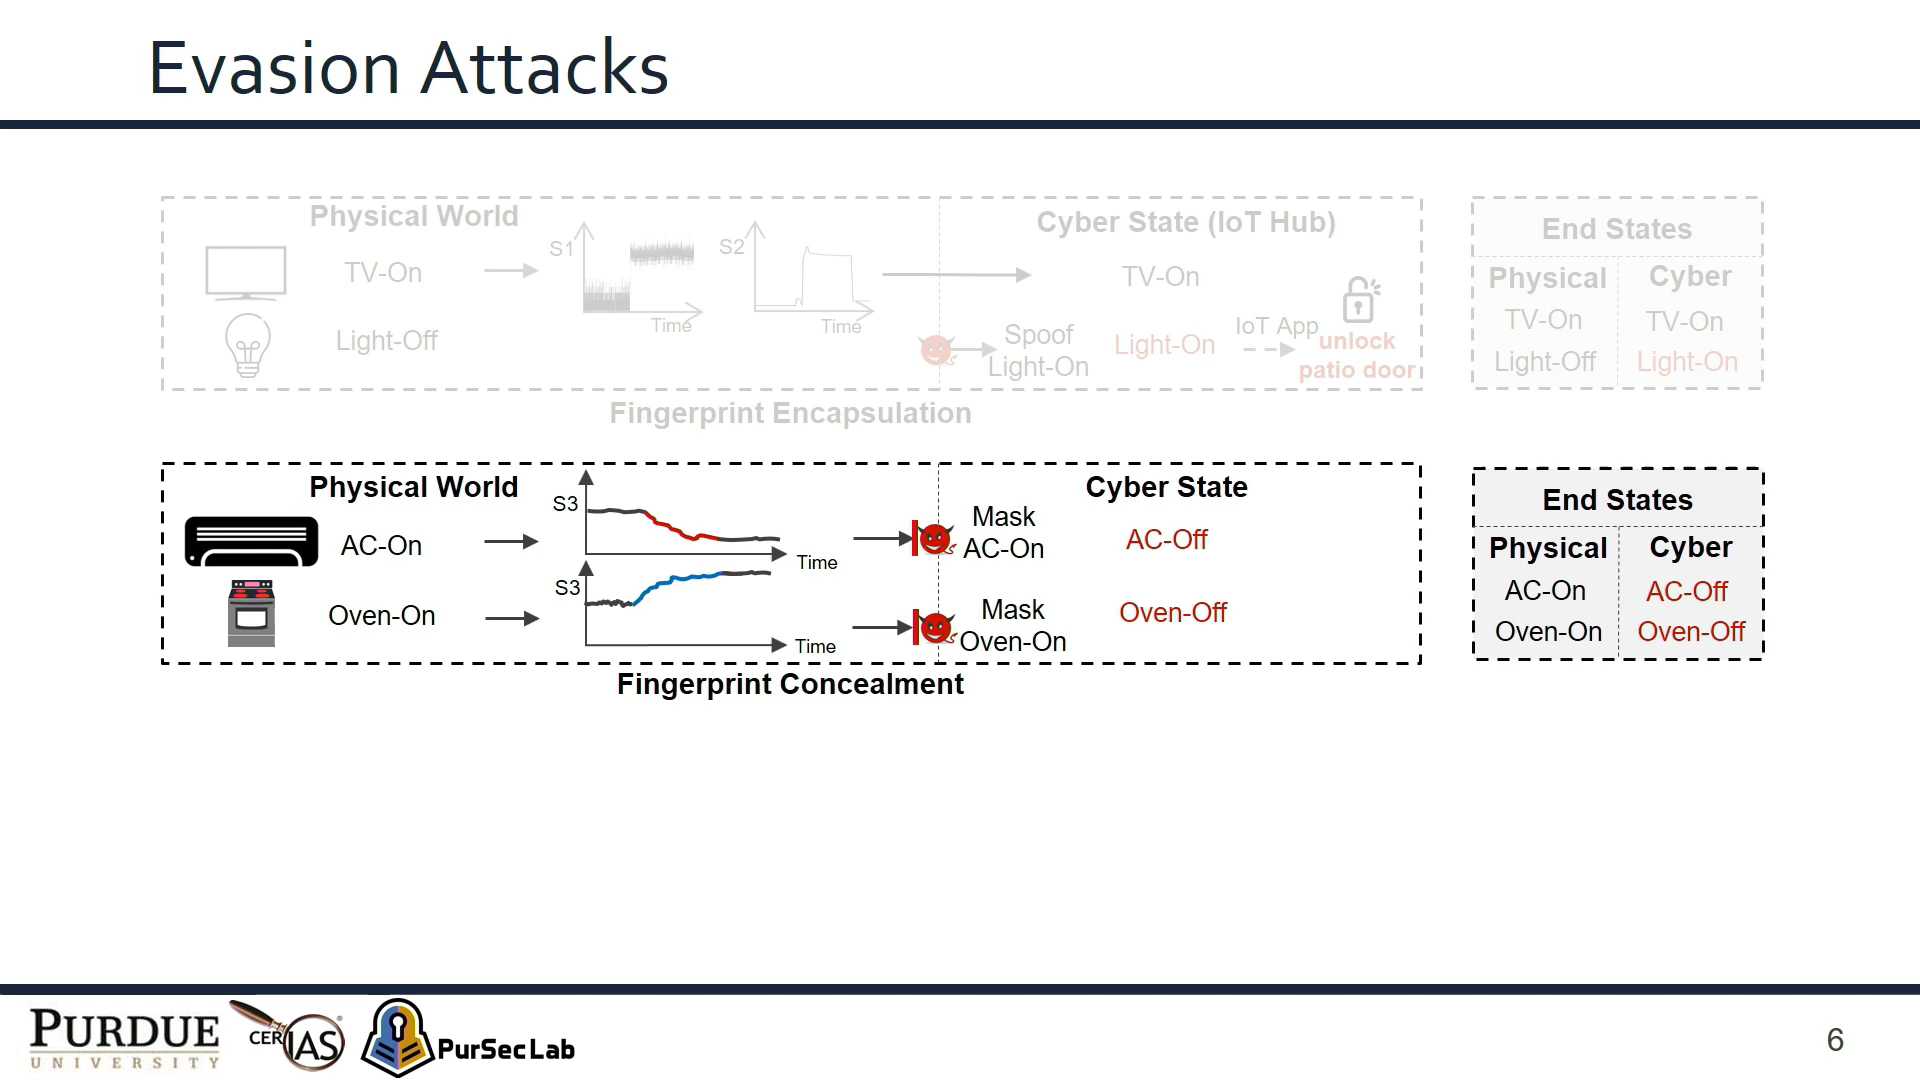 Evasion Attacks
Physical World
Cyber State (IoT Hub)
End States
S1
S2
TV-On
TV-On
Physical
Cyber
TV-On
TV-On
Time
Time
IoT App
Light-Off
Spoof
Light-On
Light-On
unlock
patio door
Light-Off
Light-On
Fingerprint Encapsulation
Physical World
Cyber State
End States
S3
AC-On
Mask
AC-On
AC-Off
Physical
Cyber
Time
S3
AC-On
AC-Off
Oven-On
Mask
Oven-On
Oven-Off
Oven-On
Oven-Off
Time
Fingerprint Concealment
PURDUE
UNIVERSITY
CERIAS
®
PurSec Lab
6